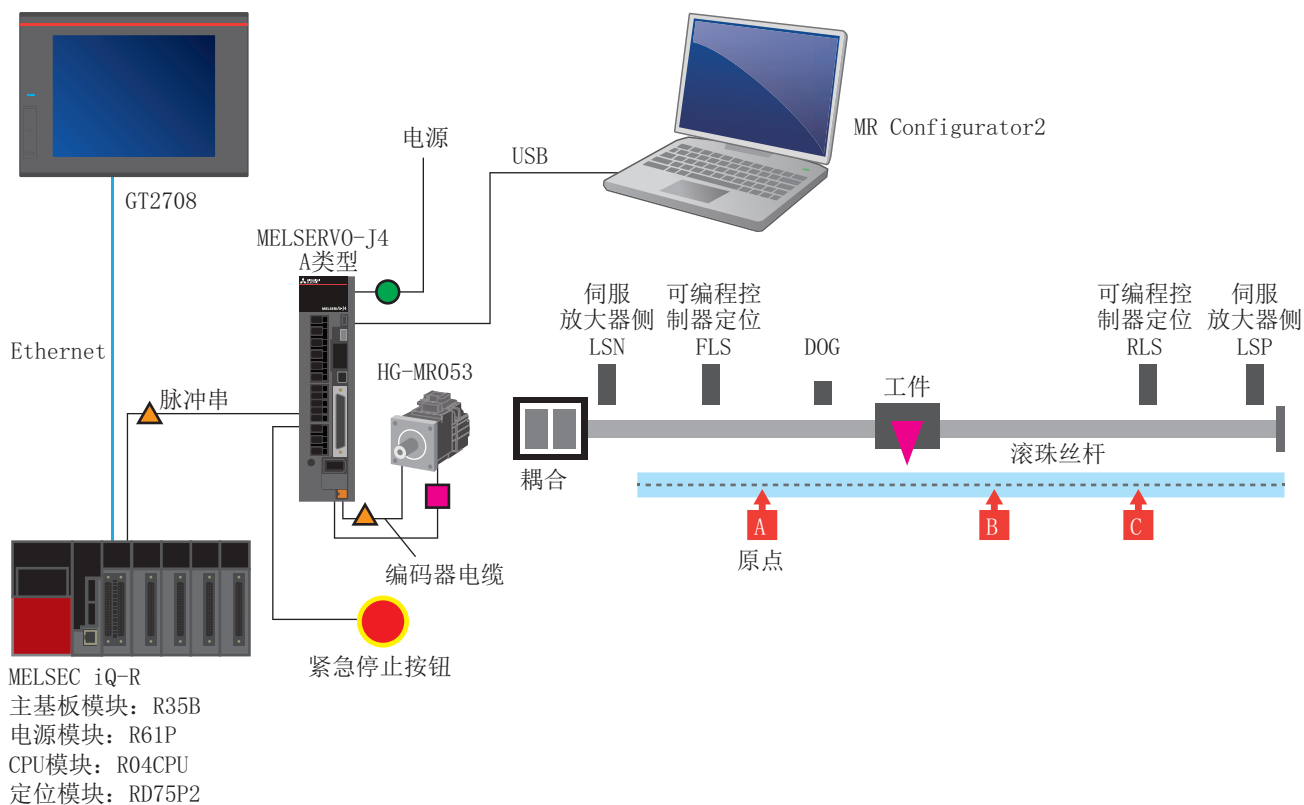 GT2708
电源
USB
MR Configurator2
MELSERVO-J4
A类型
Ethernet
脉冲串
HG-MR053
编码器电缆
紧急停止按钮
伺服
放大器侧
LSN
可编程控
制器定位
FLS
DOG
工件
可编程控
制器定位
RLS
伺服
放大器侧
LSP
耦合
滚珠丝杆
A
B
C
原点
MELSEC iQ-R
主基板模块：R35B
电源模块：R61P
CPU模块：R04CPU
定位模块：RD75P2